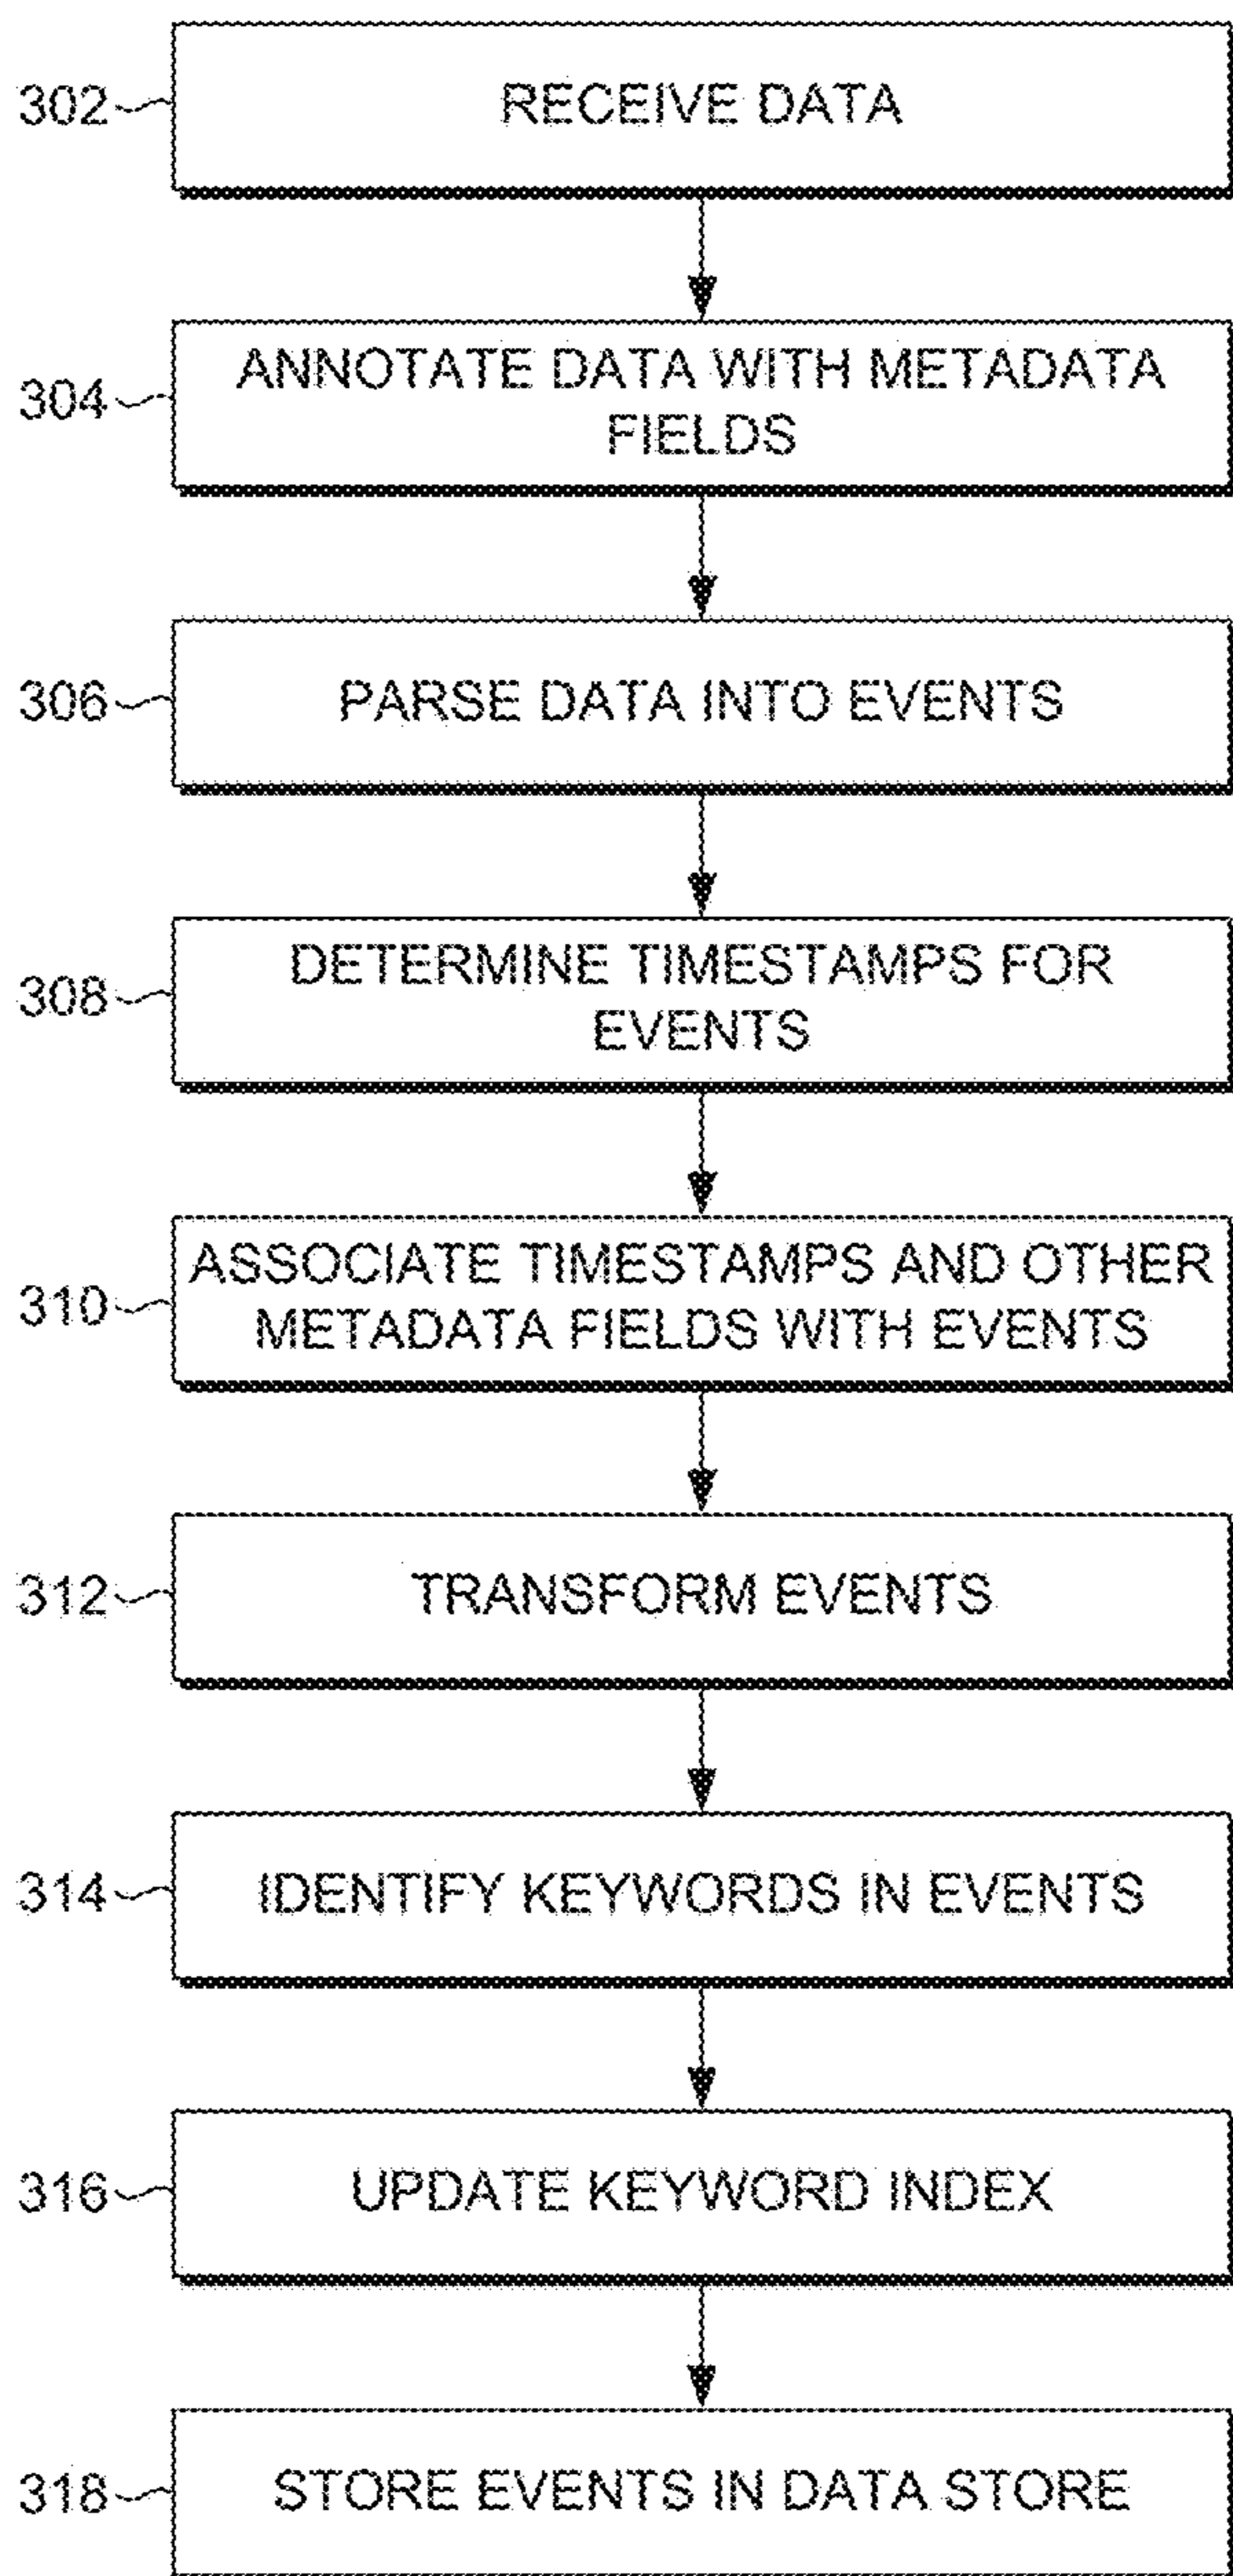 302
RECEIVE DATA
304
ANNOTATE DATA WITH METADATA
FIELDS
306
PARSE DATA INTO EVENTS
308
DETERMINE TIMESTAMPS FOR
EVENTS
310
ASSOCIATE TIMESTAMPS AND OTHER
METADATA FIELDS WITH EVENTS
312
TRANSFORM EVENTS
314
IDENTIFY KEYWORDS IN EVENTS
316
UPDATE KEYWORD INDEX
318
STORE EVENTS IN DATA STORE